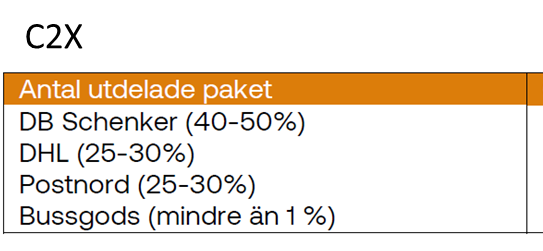 C2X
Antal utdelade paket
DB Schenker (40-50%)
DHL (25-30%)
Postnord (25-30%)
Bussgods (mindre än 1 %)